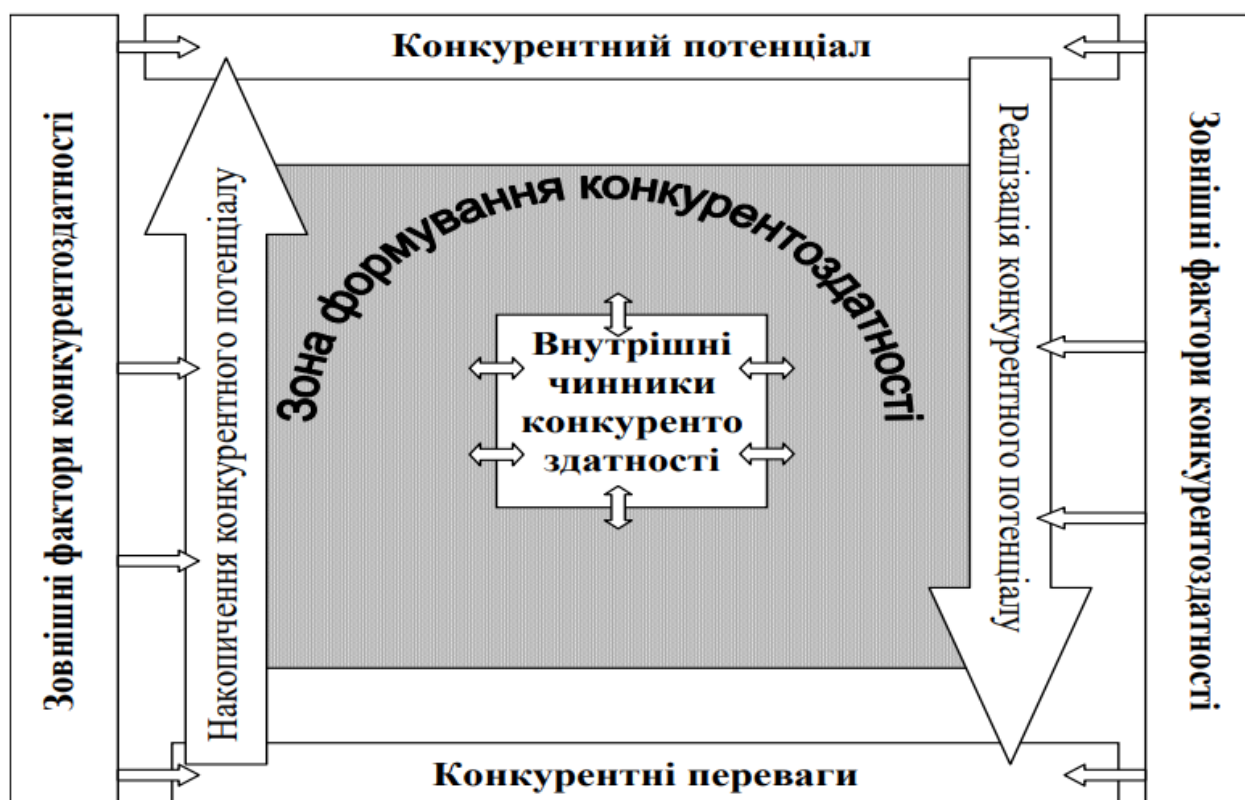 Конкурентний потенціал
Зовнішні фактори конкурентоздатності
Накопичення конкурентного потенціалу
Зона формування конкурентоздатності
Внутрішні
чинники
конкуренто
здатності
Реалізація конкурентного потенціалу
Зовнішні фактори конкурентоздатності
Конкурентні переваги